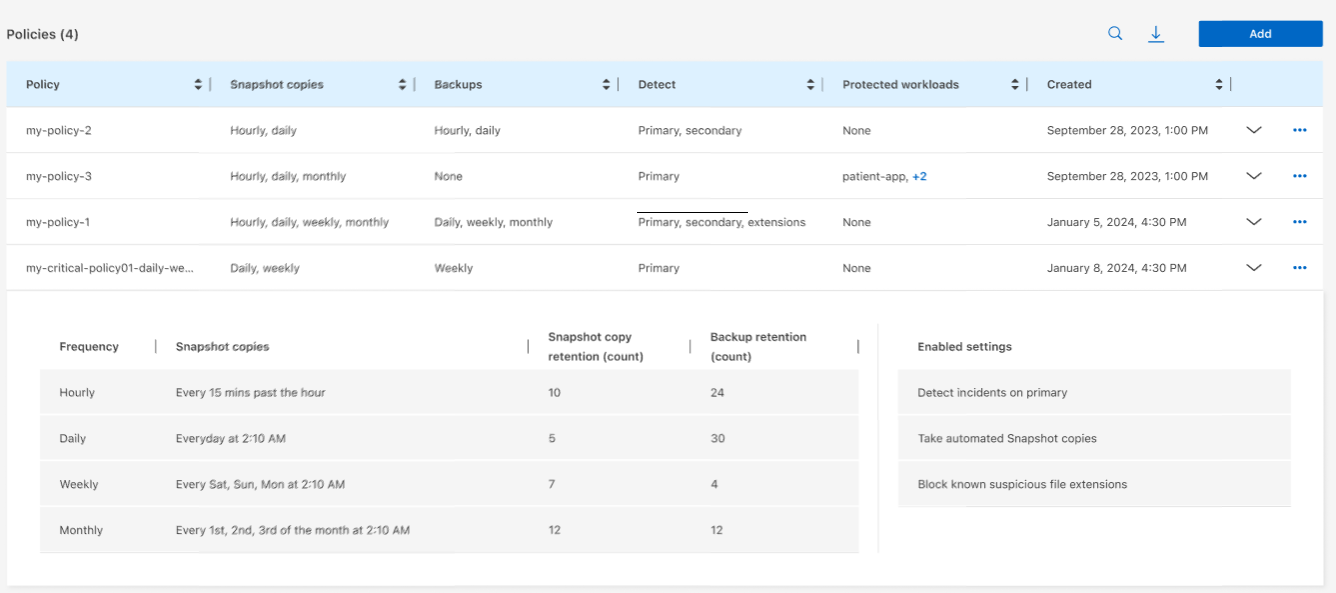 Policies (4)
Add
Policy Snapshot copies Backups Detect Protected workloads Created
my-policy-2 Hourly, daily Hourly, daily Primary, secondary None September 28, 2023, 1:00 PM
my-policy-3 Hourly, daily, monthly None Primary patient-app, +2 September 28, 2023, 1:00 PM
my-policy-1 Hourly, daily, weekly, monthly Daily, weekly, monthly Primary, secondary, extensions None January 5, 2024, 4:30 PM
my-critical-policy01-daily-we... Daily, weekly Weekly Primary None January 8, 2024, 4:30 PM
Frequency Snapshot copies Snapshot copy retention (count) Backup retention (count) Enabled settings
Hourly Every 15 mins past the hour 10 24 Detect incidents on primary
Daily Everyday at 2:10 AM 5 30 Take automated Snapshot copies
Weekly Every Sat, Sun, Mon at 2:10 AM 7 4 Block known suspicious file extensions
Monthly Every 1st, 2nd, 3rd of the month at 2:10 AM 12 12